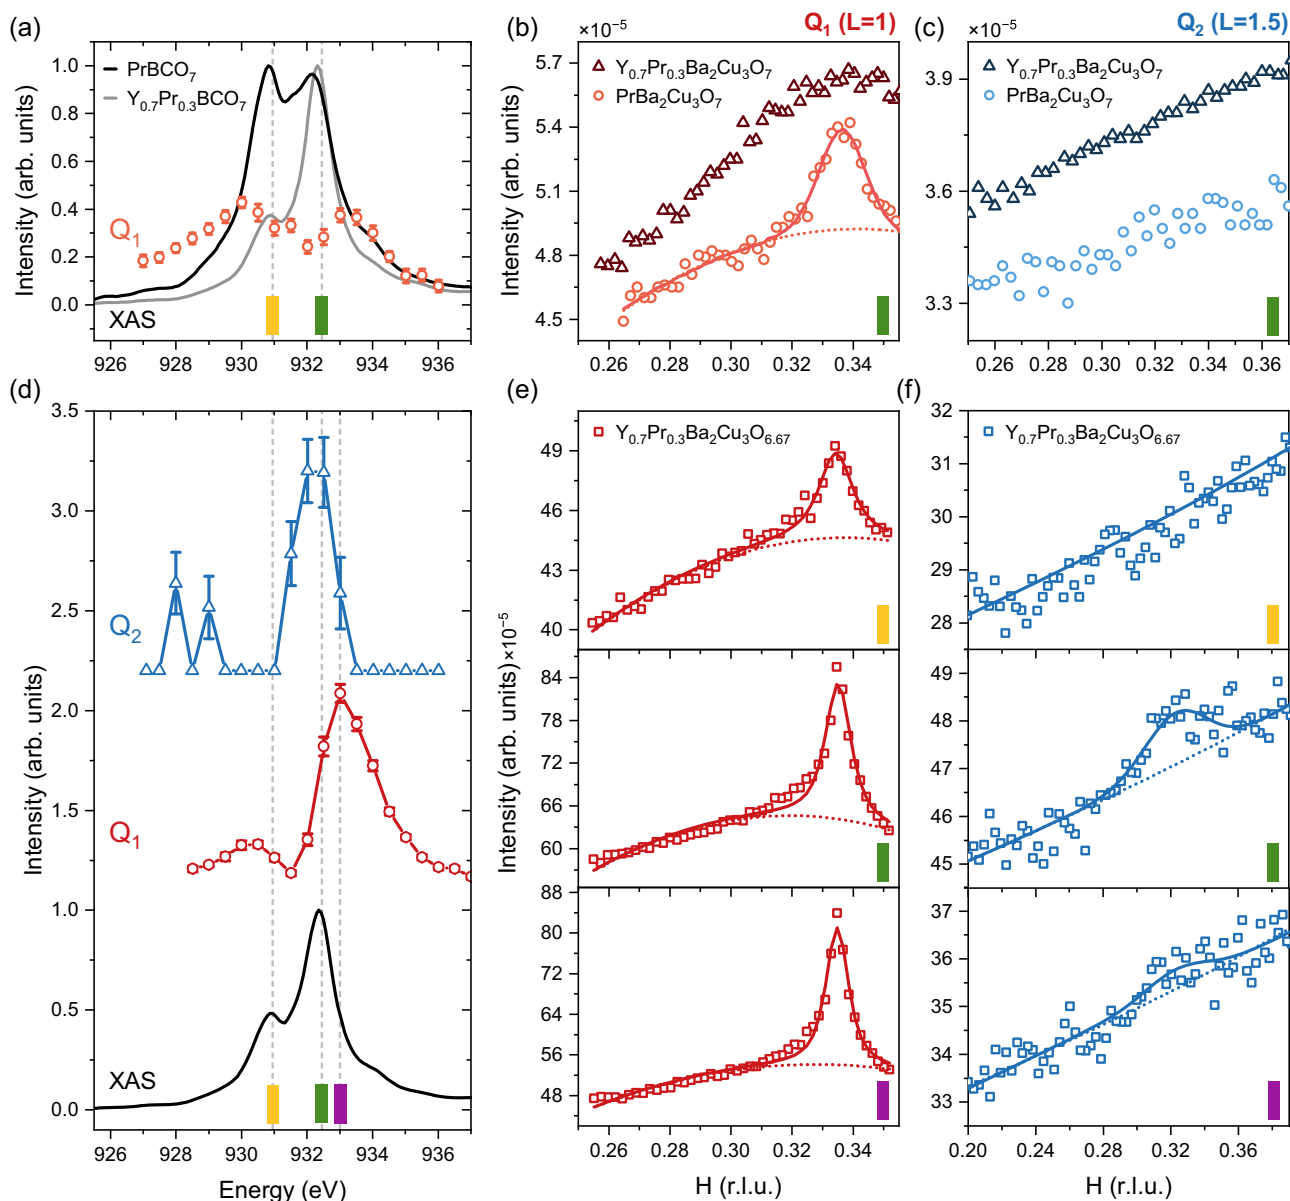 (a)
PrBCO₇
Y₀.₇Pr₀.₃BCO₇
Q₁
XAS
Intensity (arb. units)
1.0
0.8
0.6
0.4
0.2
0.0
926 928 930 932 934 936
(b)
×10⁻⁵
Q₁ (L=1)
Y₀.₇Pr₀.₃Ba₂Cu₃O₇
PrBa₂Cu₃O₇
Intensity (arb. units)
5.7
5.4
5.1
4.8
4.5
0.26 0.28 0.30 0.32 0.34
(c)
×10⁻⁵
Q₂ (L=1.5)
Y₀.₇Pr₀.₃Ba₂Cu₃O₇
PrBa₂Cu₃O₇
3.9
3.6
3.3
0.26 0.28 0.30 0.32 0.34 0.36
(d)
Q₂
Q₁
XAS
Intensity (arb. units)
3.5
3.0
2.5
2.0
1.5
1.0
0.5
0.0
926 928 930 932 934 936
Energy (eV)
(e)
Y₀.₇Pr₀.₃Ba₂Cu₃O₆.₆₇
Intensity (arb. units)×10⁻⁵
49
46
43
40
84
78
72
66
60
88
80
72
64
56
48
0.26 0.28 0.30 0.32 0.34
H (r.l.u.)
(f)
Y₀.₇Pr₀.₃Ba₂Cu₃O₆.₆₇
32
31
30
29
28
48
47
46
45
37
36
35
34
33
0.20 0.24 0.28 0.32 0.36
H (r.l.u.)